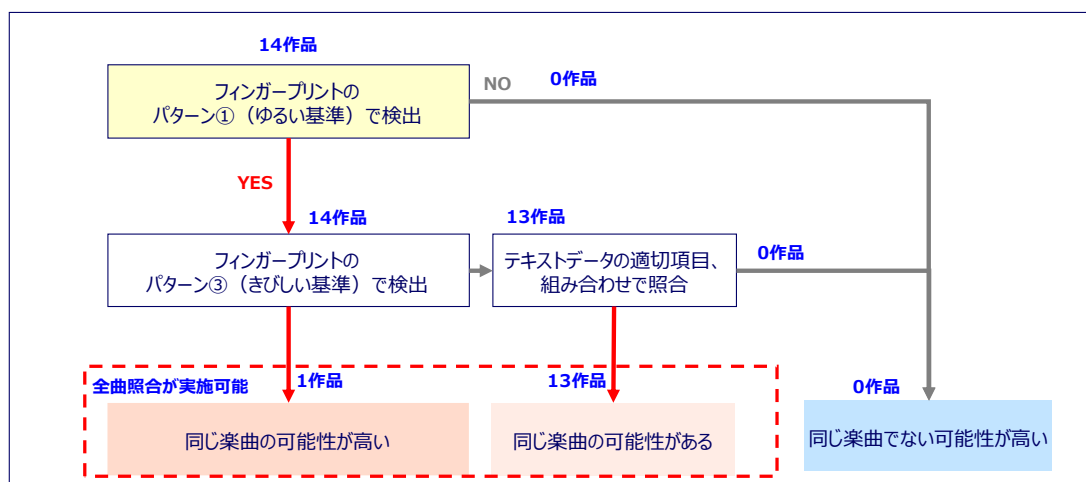 14作品
フィンガープリントの
パターン①（ゆるい基準）で検出
NO
0作品
YES
14作品
13作品
フィンガープリントの
パターン③（きびしい基準）で検出
テキストデータの適切項目、
組み合わせで照合
0作品
全曲照合が実施可能
1作品
13作品
0作品
同じ楽曲の可能性が高い
同じ楽曲の可能性がある
同じ楽曲でない可能性が高い